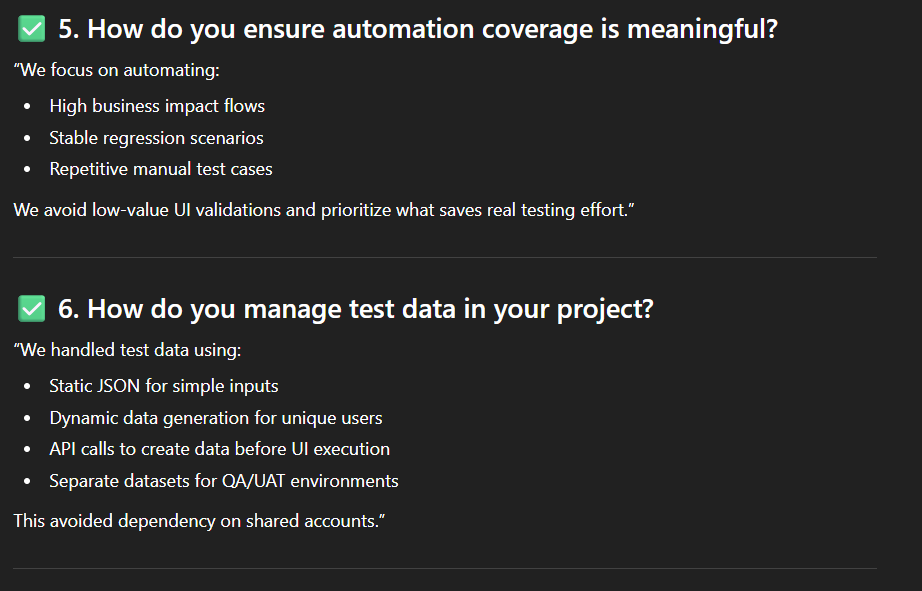 ✅ 5. How do you ensure automation coverage is meaningful?
“We focus on automating:
• High business impact flows
• Stable regression scenarios
• Repetitive manual test cases
We avoid low-value UI validations and prioritize what saves real testing effort.”
✅ 6. How do you manage test data in your project?
“We handled test data using:
• Static JSON for simple inputs
• Dynamic data generation for unique users
• API calls to create data before UI execution
• Separate datasets for QA/UAT environments
This avoided dependency on shared accounts.”